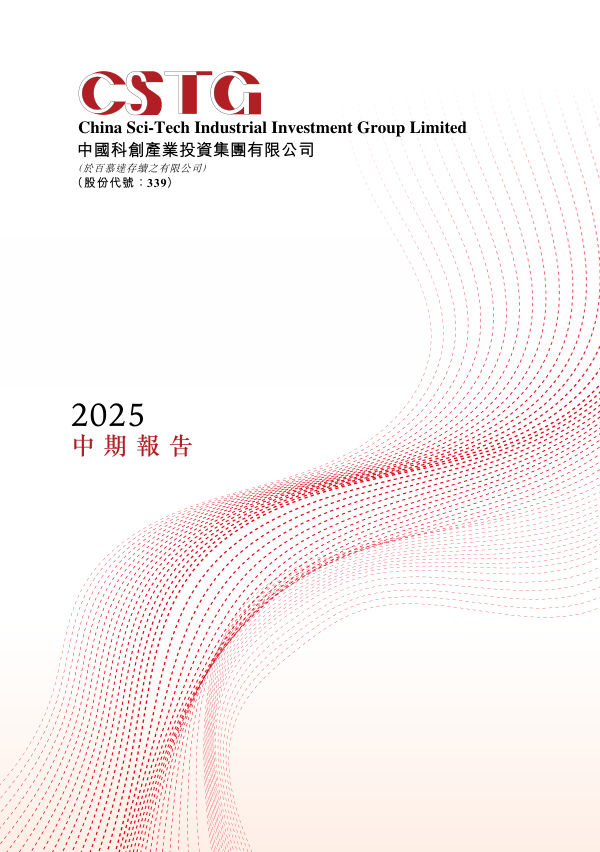 CSTG
China Sci-Tech Industrial Investment Group Limited
中國科創產業投資集團有限公司
(於百慕達存續之有限公司)
(股份代號：339)
2025
中期報告